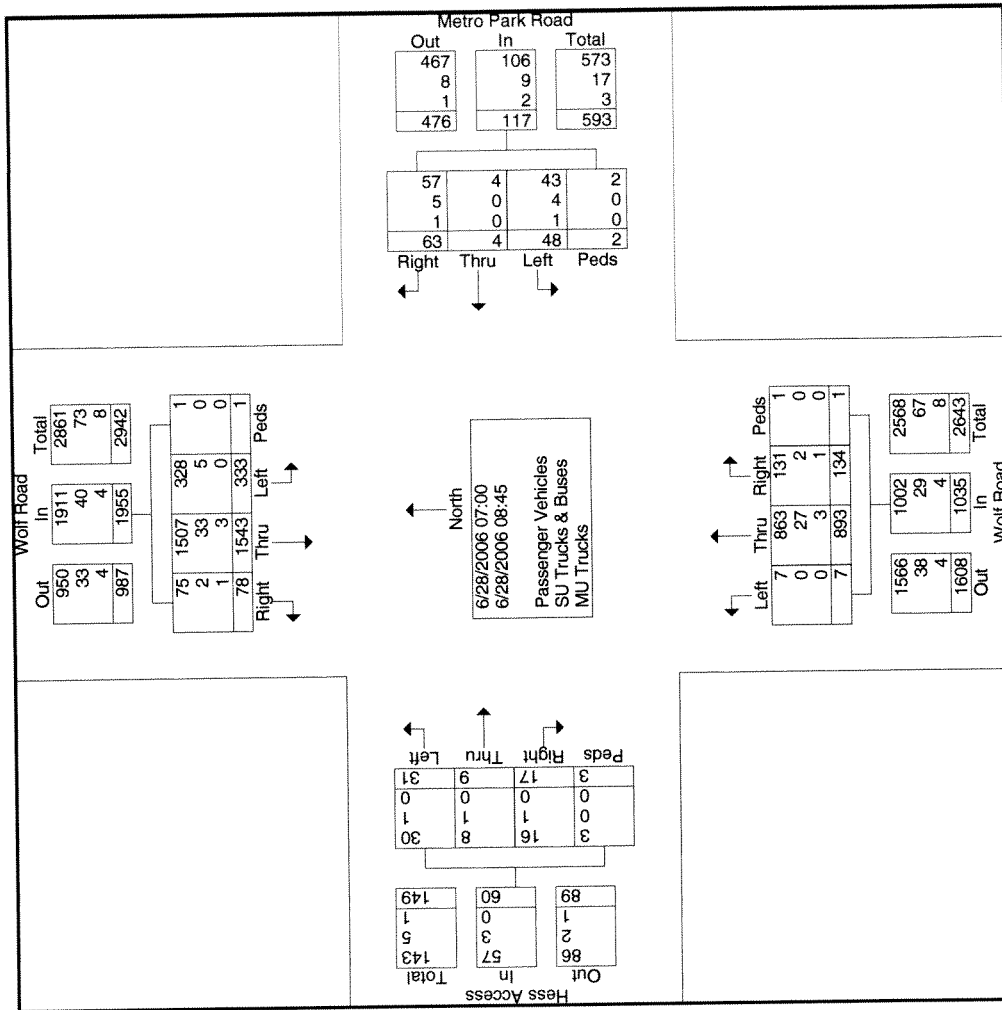 Metro Park Road
Out In Total
467 106 573
8 9 17
1 2 3
476 117 593
57 4 43 2
5 0 4 0
1 0 1 0
63 4 48 2
Right Thru Left Peds
Wolf Road
Out In Total
950 1911 2861
33 40 73
4 4 8
987 1955 2942
75 1507 328 1
2 33 5 0
1 3 0 0
78 1543 333 1
Right Thru Left Peds
North
6/28/2006 07:00
6/28/2006 08:45
Passenger Vehicles
SU Trucks & Buses
MU Trucks
Left Thru Right Peds
7 863 131 1
0 27 2 0
0 3 1 0
7 893 134 1
1566 1002 2568
38 29 67
4 4 8
1608 1035 2643
Out In Total
Wolf Road
Hess Access
Out In Total
86 57 143
2 3 5
1 0 1
89 60 149
3 16 8 30
0 1 1 1
0 0 0 0
3 17 9 31
Peds Right Thru Left